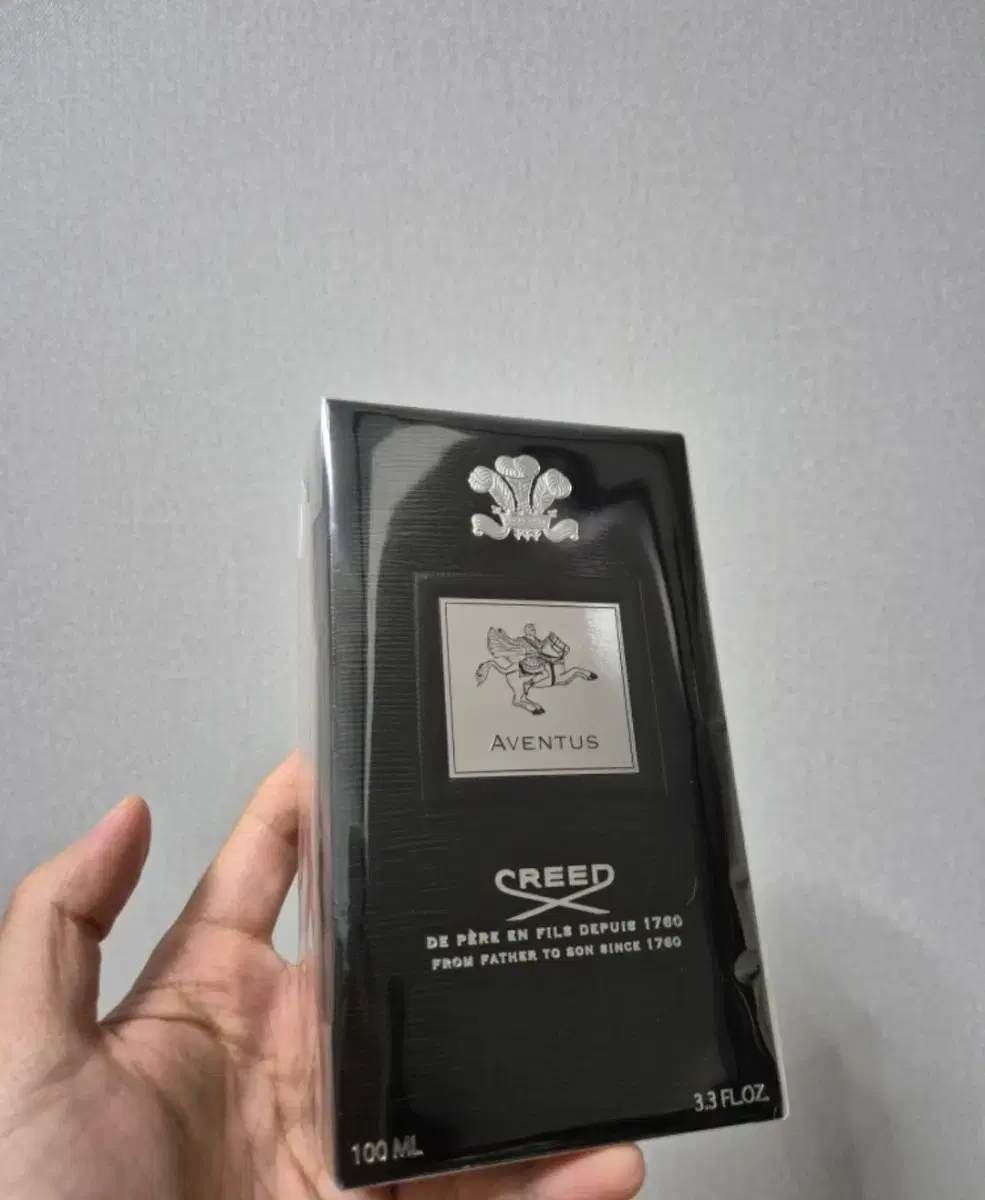 AVENTUS
CREED
DE PÈRE EN FILS DEPUIS 1760
FROM FATHER TO SON SINCE 1760
100 ML
3.3 FL.OZ.